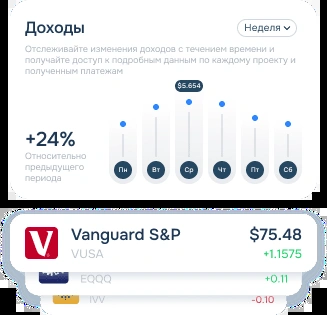 Доходы
Неделя
Отслеживайте изменения доходов с течением времени и
получайте доступ к подробным данным по каждому проекту и
полученным платежам
$5.654
+24%
Относительно
предыдущего
периода
Пн
Вт
Ср
Чт
Пт
Сб
Vanguard S&P
$75.48
VUSA
+1.1575
EQQQ
+0.11
IVV
-0.10